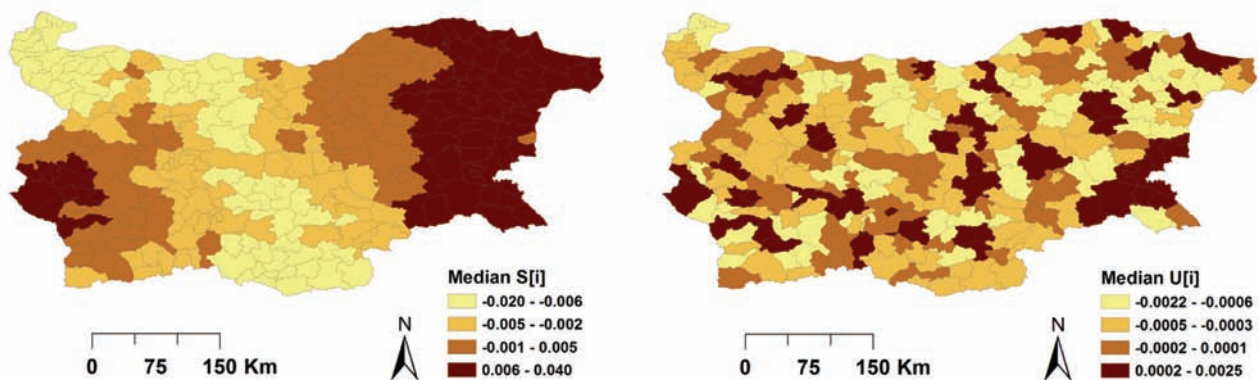 Median S[i]
-0.020 - -0.006
-0.005 - -0.002
-0.001 - 0.005
0.006 - 0.040
N
0 75 150 Km
Median U[i]
-0.0022 - -0.0006
-0.0005 - -0.0003
-0.0002 - 0.0001
0.0002 - 0.0025
N
0 75 150 Km